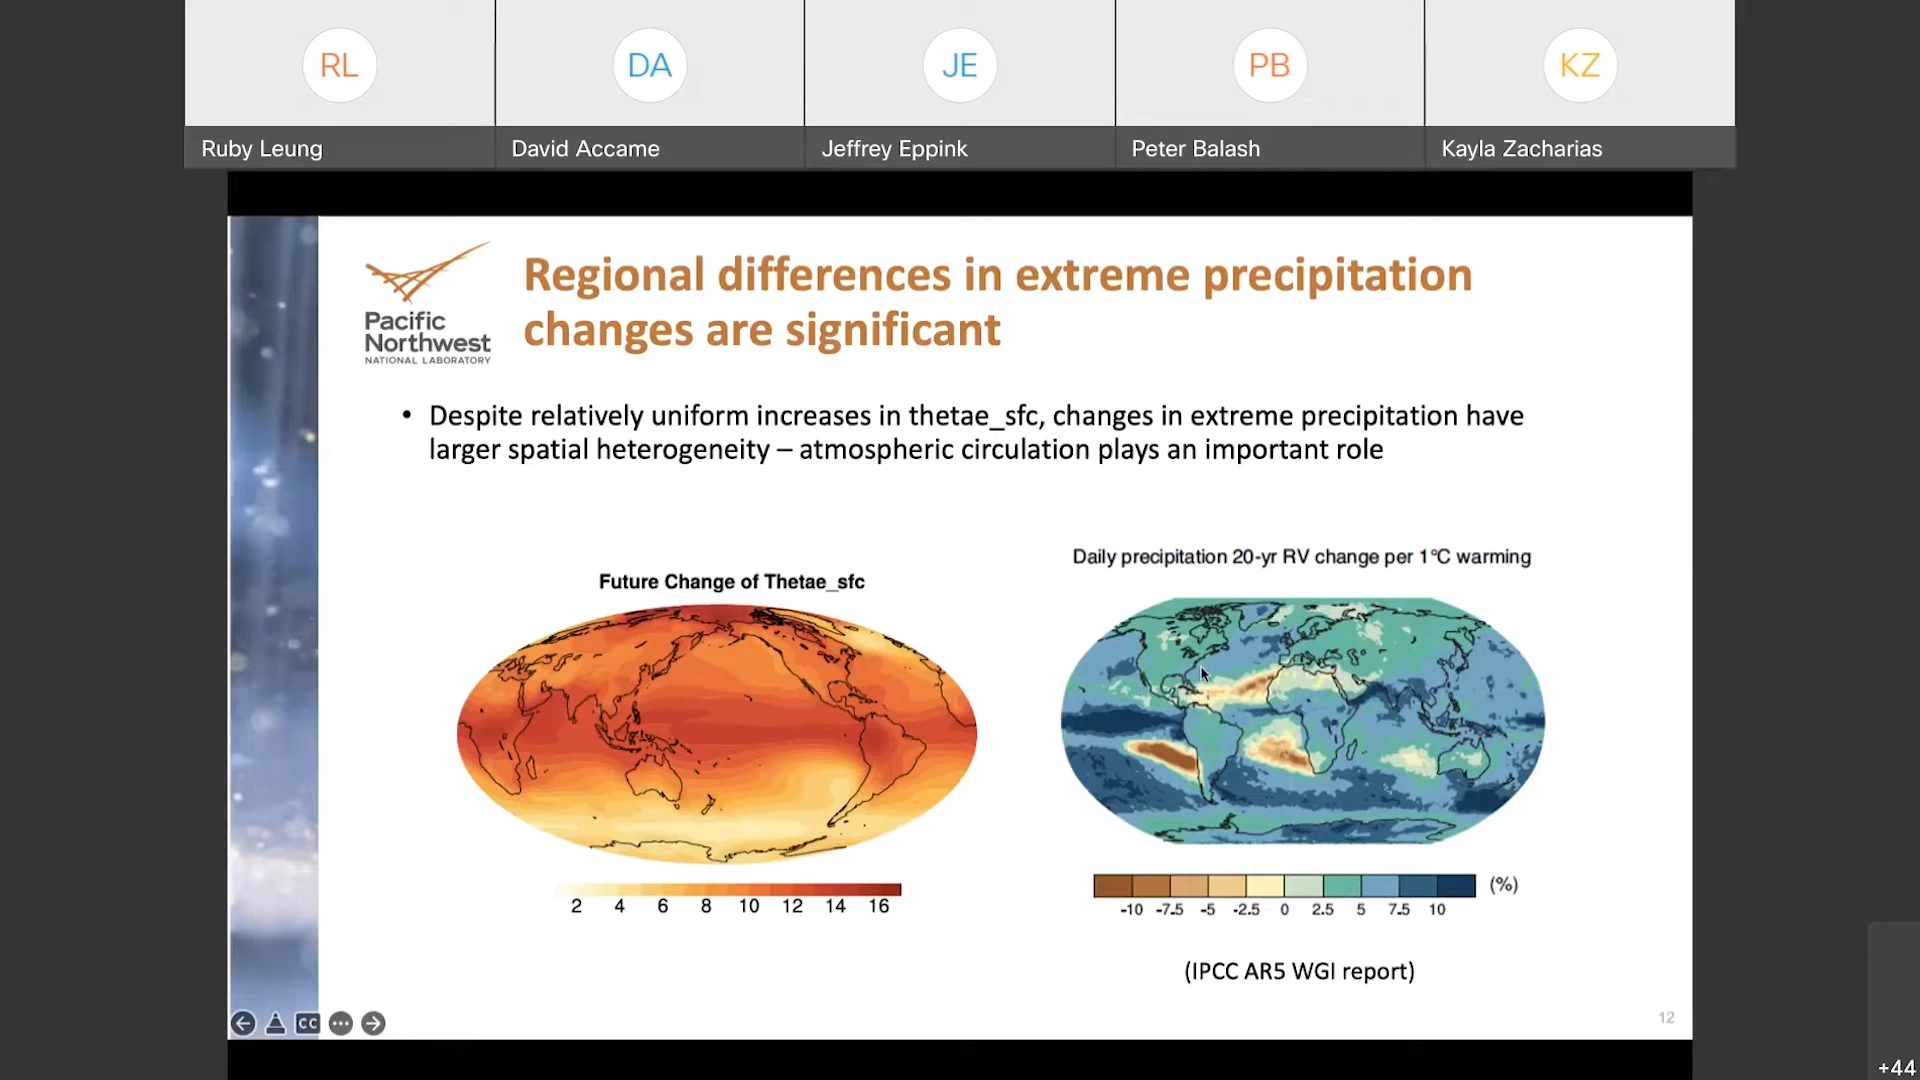 RL
DA
JE
PB
KZ
Ruby Leung
David Accame
Jeffrey Eppink
Peter Balash
Kayla Zacharias
Pacific
Northwest
NATIONAL LABORATORY
Regional differences in extreme precipitation
changes are significant
• Despite relatively uniform increases in thetae_sfc, changes in extreme precipitation have
larger spatial heterogeneity – atmospheric circulation plays an important role
Future Change of Thetae_sfc
2 4 6 8 10 12 14 16
Daily precipitation 20-yr RV change per 1°C warming
(%)
-10 -7.5 -5 -2.5 0 2.5 5 7.5 10
(IPCC AR5 WGI report)
CC
12
+44